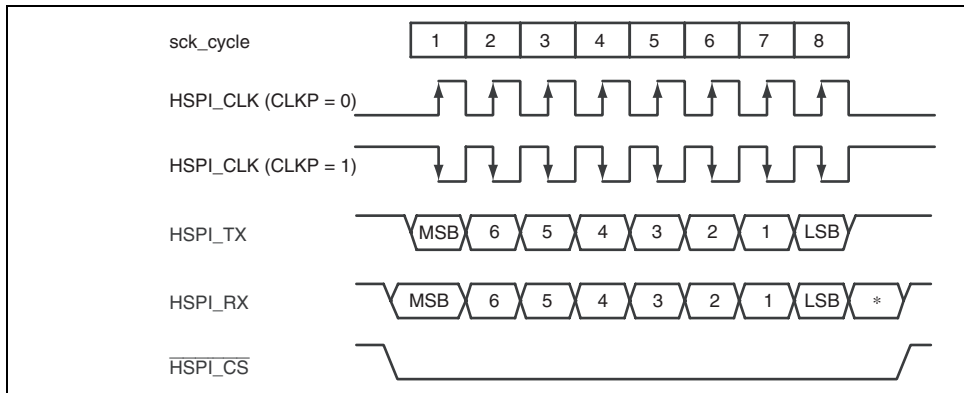 sck_cycle 1 2 3 4 5 6 7 8
HSPI_CLK (CLKP = 0)
HSPI_CLK (CLKP = 1)
HSPI_TX MSB 6 5 4 3 2 1 LSB
HSPI_RX MSB 6 5 4 3 2 1 LSB *
HSPI_CS